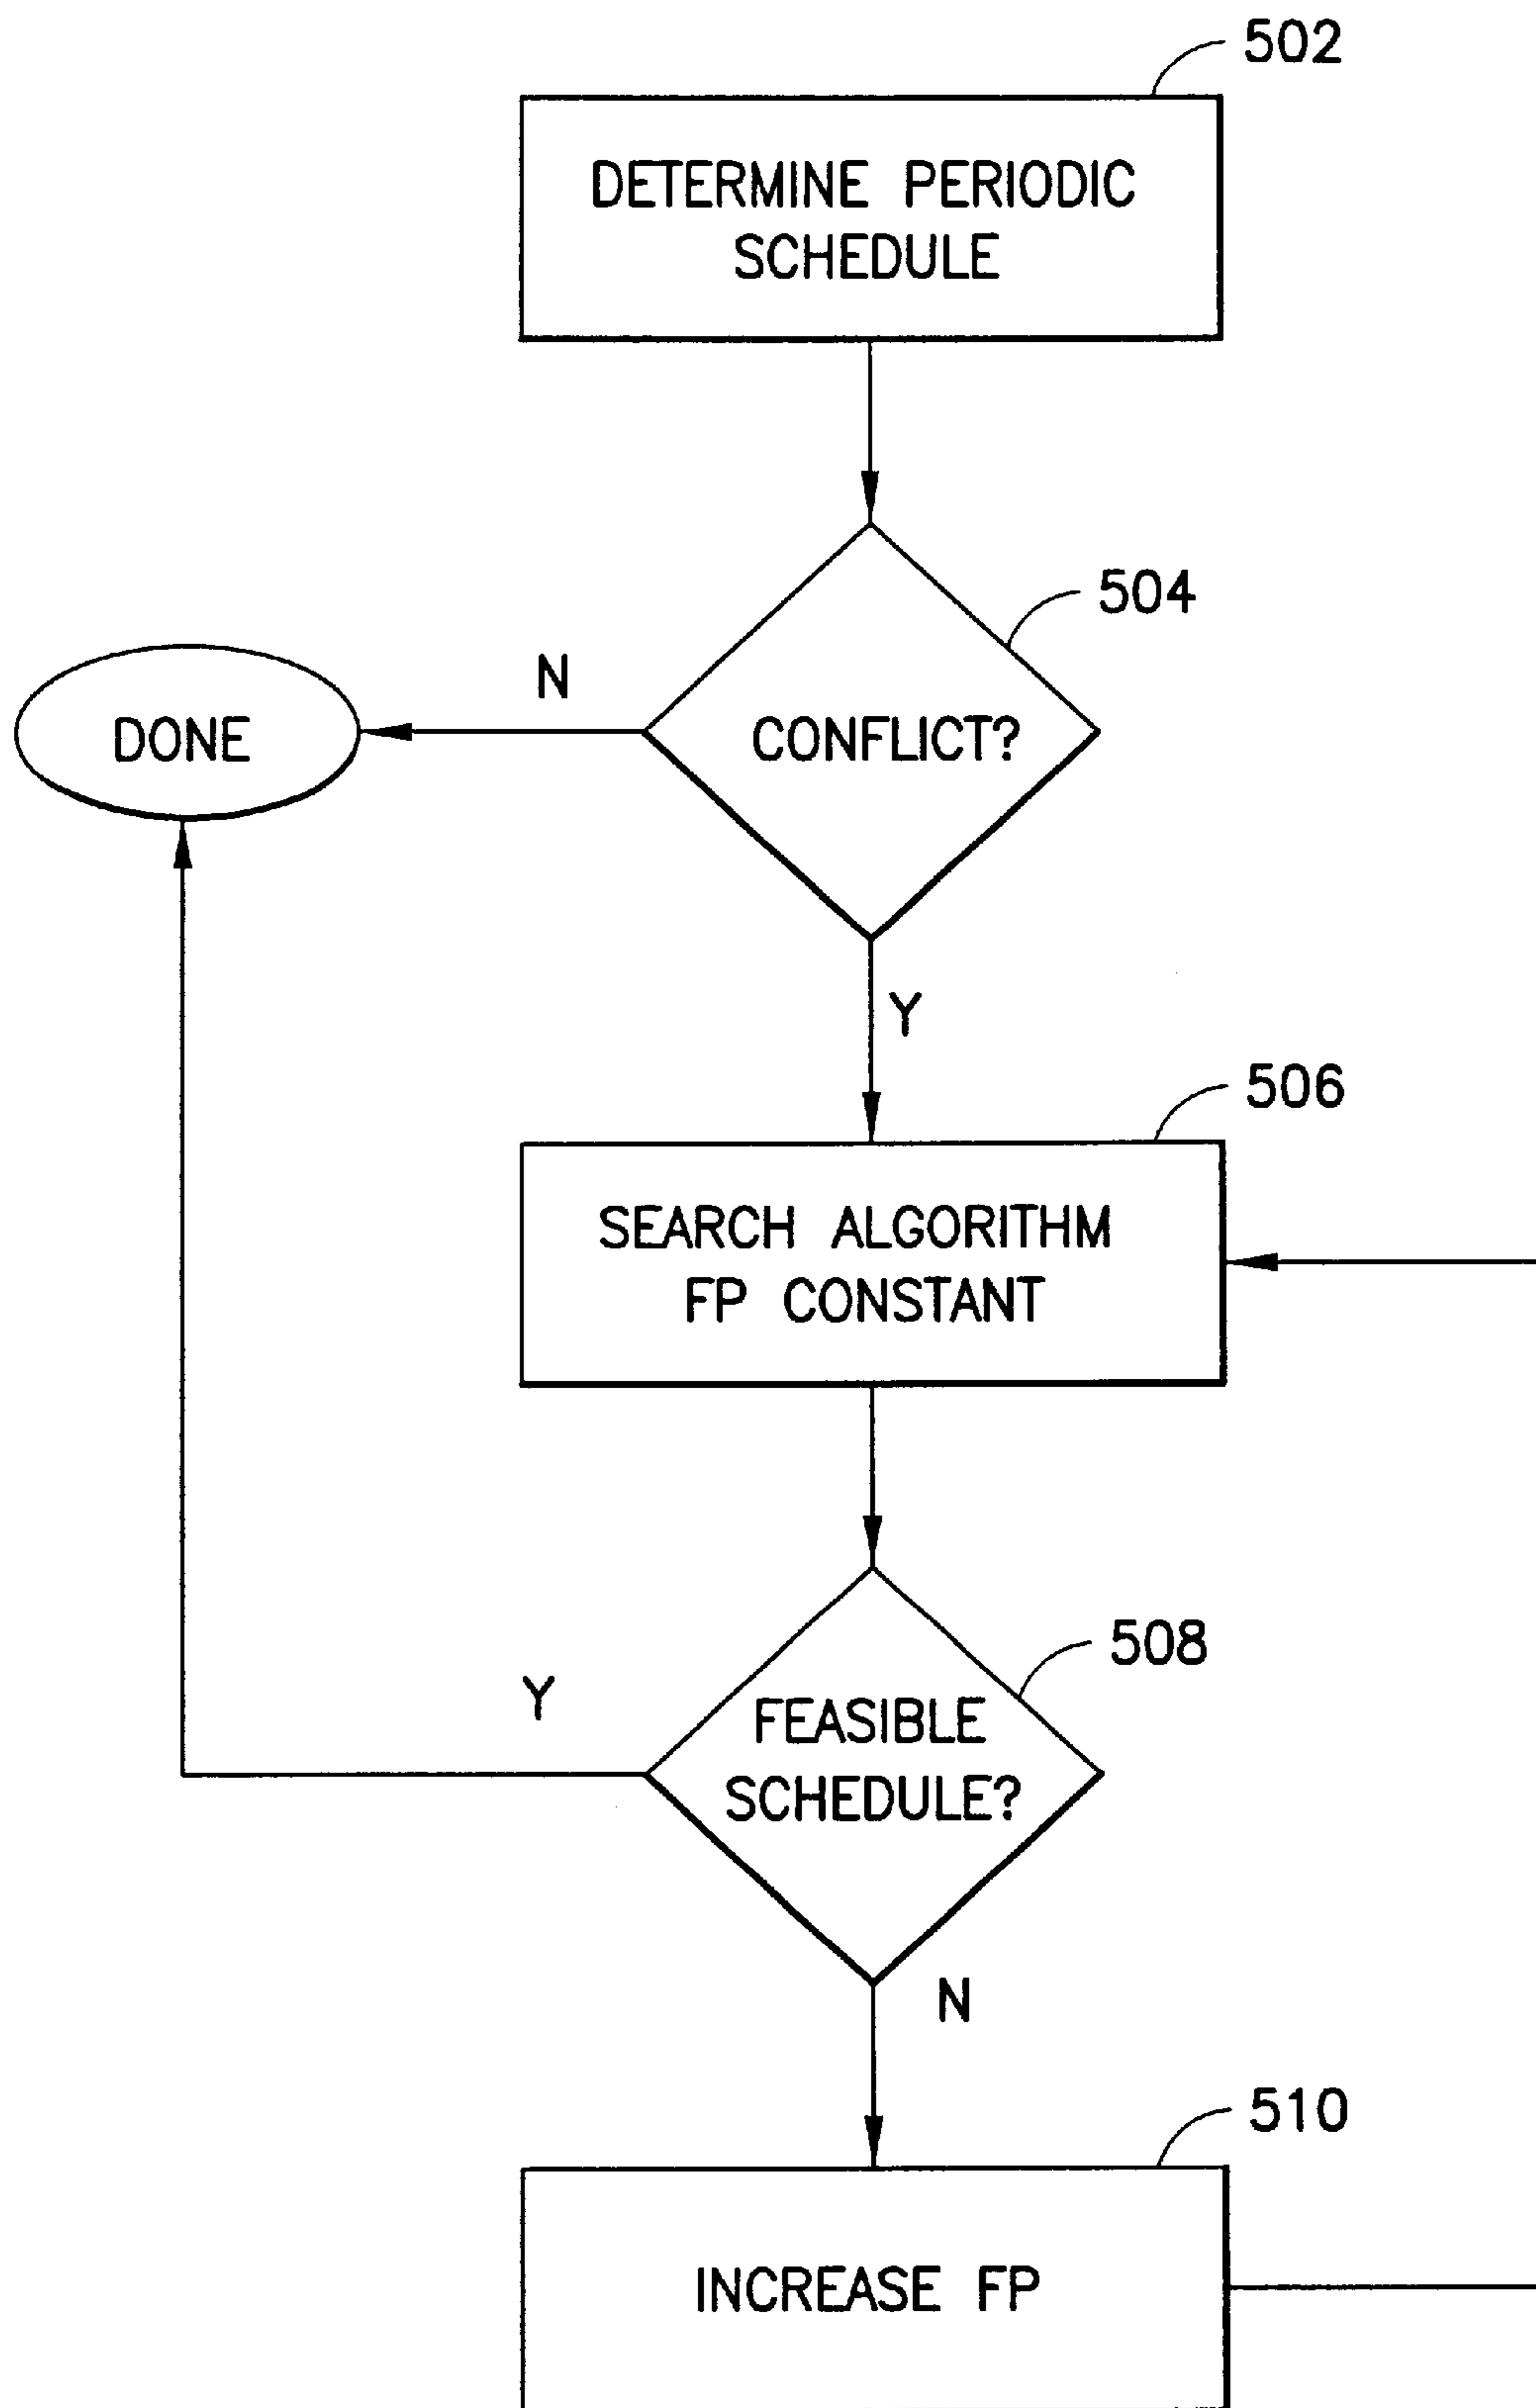 502
DETERMINE PERIODIC
SCHEDULE
504
N
DONE
CONFLICT?
Y
506
SEARCH ALGORITHM
FP CONSTANT
508
Y
FEASIBLE
SCHEDULE?
N
510
INCREASE FP